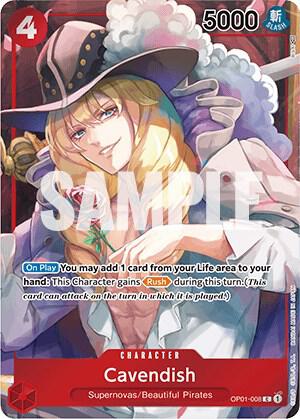 4
5000
斬
SLASH
SAMPLE
On Play You may add 1 card from your Life area to your
hand: This Character gains Rush during this turn.(This
card can attack on the turn in which it is played.)
CHARACTER
Cavendish
Supernovas/Beautiful Pirates
OP01-008 C 1